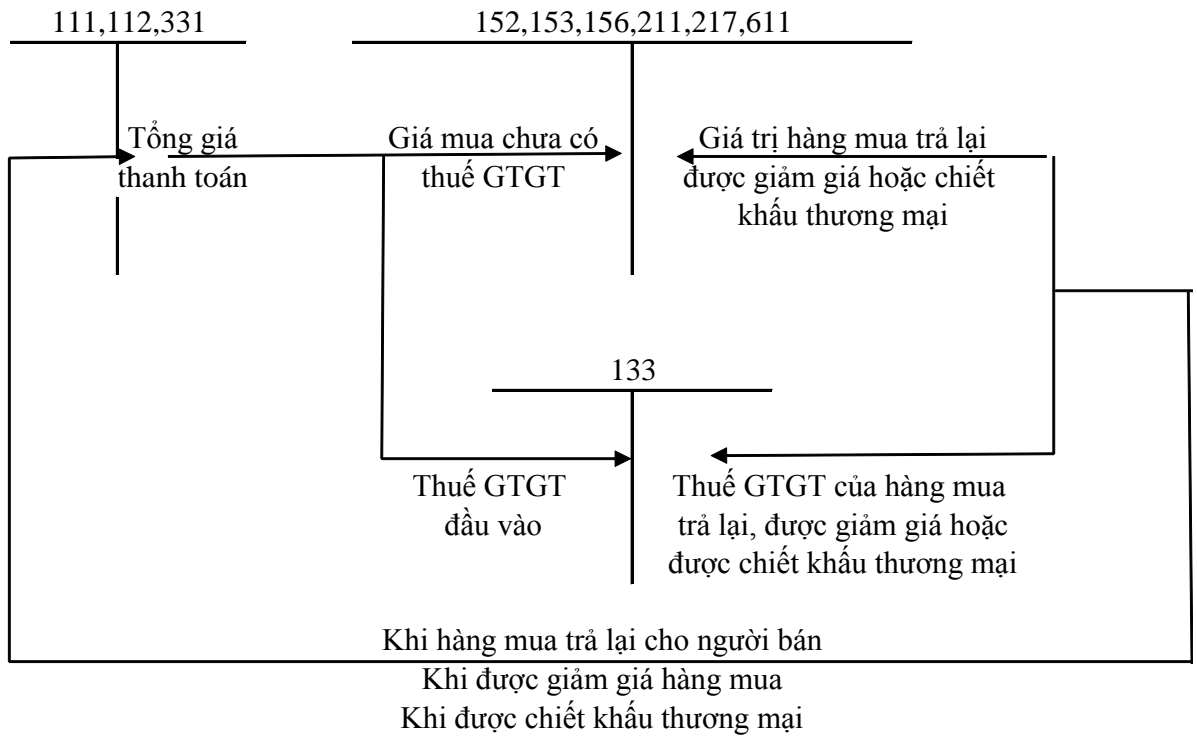 111,112,331
152,153,156,211,217,611
Tổng giá
thanh toán
Giá mua chưa có
thuế GTGT
Giá trị hàng mua trả lại
được giảm giá hoặc chiết
khấu thương mại
133
Thuế GTGT
đầu vào
Thuế GTGT của hàng mua
trả lại, được giảm giá hoặc
được chiết khấu thương mại
Khi hàng mua trả lại cho người bán
Khi được giảm giá hàng mua
Khi được chiết khấu thương mại